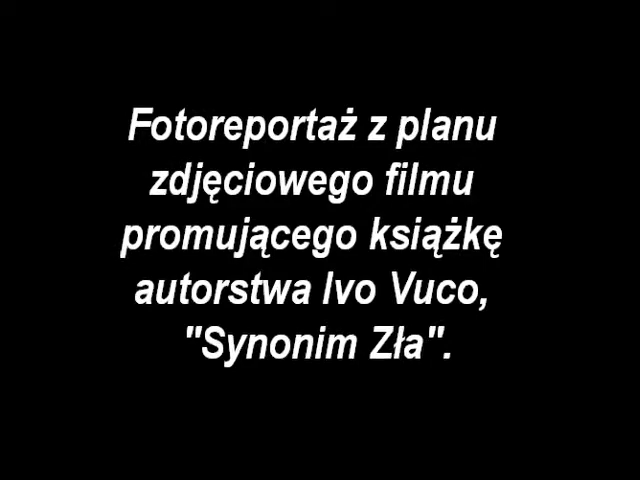 Fotoreportaż z planu
zdjęciowego filmu
promującego książkę
autorstwa Ivo Vuco,
"Synonim Zła".